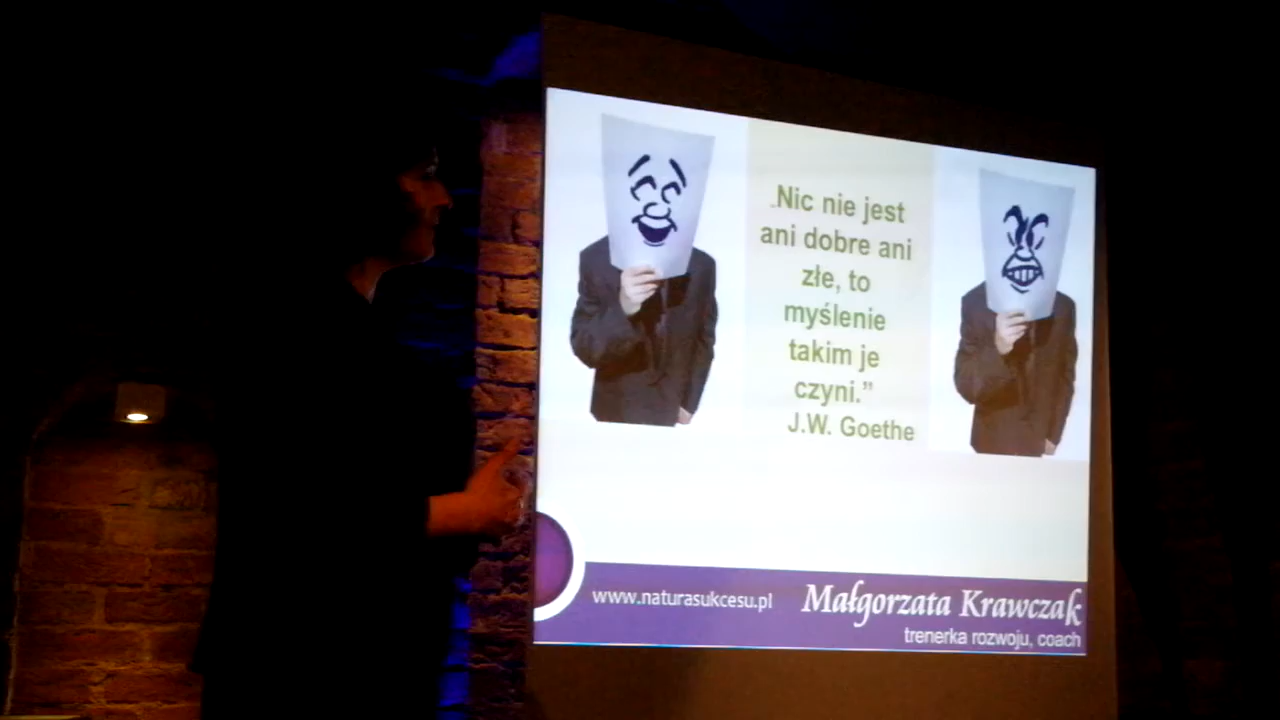 „Nic nie jest
ani dobre ani
złe, to
myślenie
takim je
czyni.”
J.W. Goethe
www.naturasukcesu.pl
Małgorzata Krawczak
trenerka rozwoju, coach